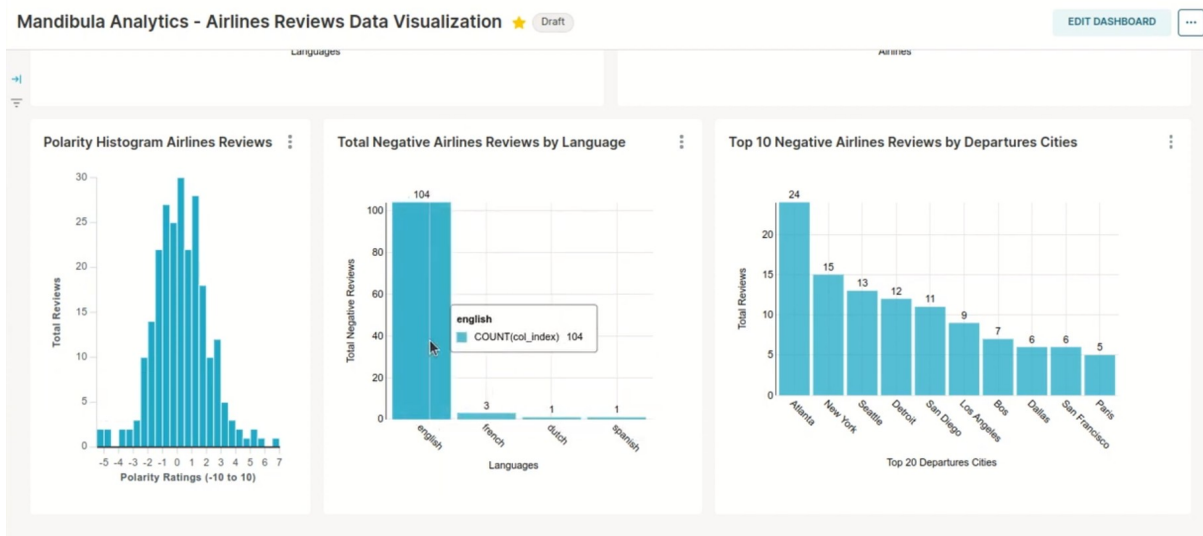 Mandibula Analytics - Airlines Reviews Data Visualization
Draft
EDIT DASHBOARD
...
Languages
Airlines
Polarity Histogram Airlines Reviews
30
25
20
15
10
5
0
Total Reviews
-5 -4 -3 -2 -1 0 1 2 3 4 5 6 7
Polarity Ratings (-10 to 10)
Total Negative Airlines Reviews by Language
104
100
80
60
40
20
0
Total Negative Reviews
english
COUNT(col_index) 104
3
1
1
english
french
dutch
spanish
Languages
Top 10 Negative Airlines Reviews by Departures Cities
24
20
15
10
5
0
Total Reviews
15
13
12
11
9
7
6
6
5
Atlanta
New York
Seattle
Detroit
San Diego
Los Angeles
Bos
Dallas
San Francisco
Paris
Top 20 Departures Cities